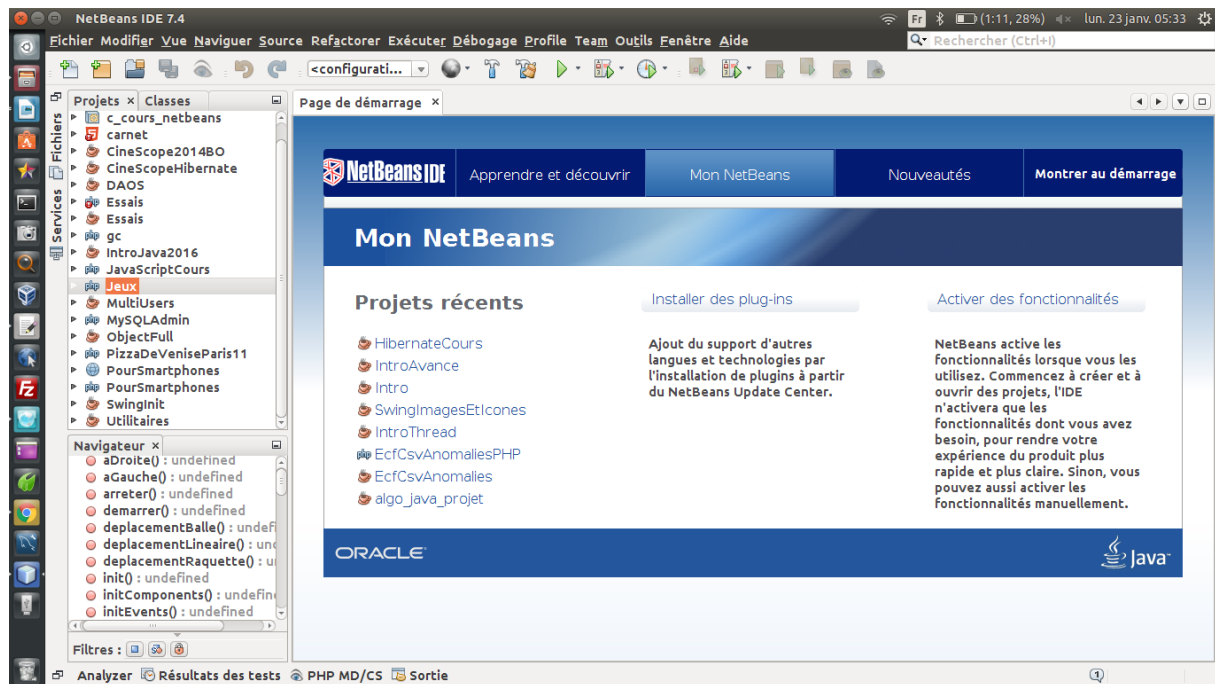 NetBeans IDE 7.4
Fr (1:11, 28%) lun. 23 janv. 05:33
Fichier Modifier Vue Naviguer Source Refactorer Exécuter Débogage Profile Team Outils Fenêtre Aide
Rechercher (Ctrl+I)
<configurati...
Fichiers
Services
Projets × Classes
c_cours_netbeans
carnet
CineScope2014BO
CineScopeHibernate
DAOS
Essais
Essais
gc
IntroJava2016
JavaScriptCours
Jeux
MultiUsers
MySQLAdmin
ObjectFull
PizzaDeVeniseParis11
PourSmartphones
PourSmartphones
SwingInit
Utilitaires
Navigateur ×
aDroite() : undefined
aGauche() : undefined
arreter() : undefined
demarrer() : undefined
deplacementBalle() : undefi
deplacementLineaire() : und
deplacementRaquette() : u
init() : undefined
initComponents() : undefin
initEvents() : undefined
Filtres :
Page de démarrage ×
NetBeans IDE
Apprendre et découvrir
Mon NetBeans
Nouveautés
Montrer au démarrage
Mon NetBeans
Projets récents
HibernateCours
IntroAvance
Intro
SwingImagesEtIcones
IntroThread
php EcfCsvAnomaliesPHP
EcfCsvAnomalies
algo_java_projet
Installer des plug-ins
Ajout du support d'autres
langues et technologies par
l'installation de plugins à partir
du NetBeans Update Center.
Activer des fonctionnalités
NetBeans active les
fonctionnalités lorsque vous les
utilisez. Commencez à créer et à
ouvrir des projets, l'IDE
n'activera que les
fonctionnalités dont vous avez
besoin, pour rendre votre
expérience du produit plus
rapide et plus claire. Sinon, vous
pouvez aussi activer les
fonctionnalités manuellement.
ORACLE
Java
Analyzer Résultats des tests PHP MD/CS Sortie
1